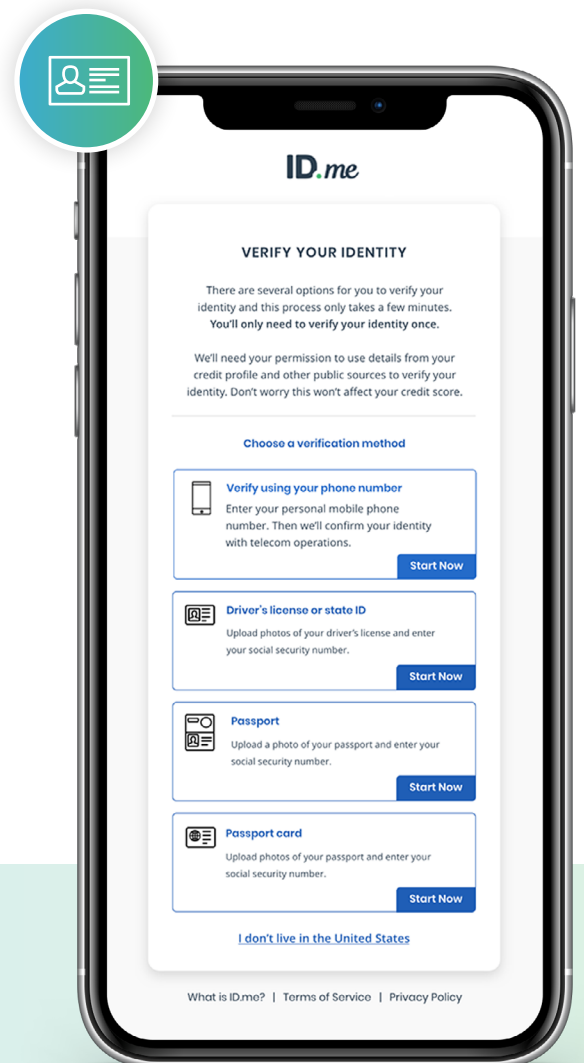 ID.me
VERIFY YOUR IDENTITY
There are several options for you to verify your
identity and this process only takes a few minutes.
You'll only need to verify your identity once.
We'll need your permission to use details from your
credit profile and other public sources to verify your
identity. Don't worry this won't affect your credit score.
Choose a verification method
Verify using your phone number
Enter your personal mobile phone
number. Then we'll confirm your identity
with telecom operations.
Start Now
Driver's license or state ID
Upload photos of your driver's license and enter
your social security number.
Start Now
Passport
Upload a photo of your passport and enter your
social security number.
Start Now
Passport card
Upload photos of your passport and enter your
social security number.
Start Now
I don't live in the United States
What is ID.me? | Terms of Service | Privacy Policy